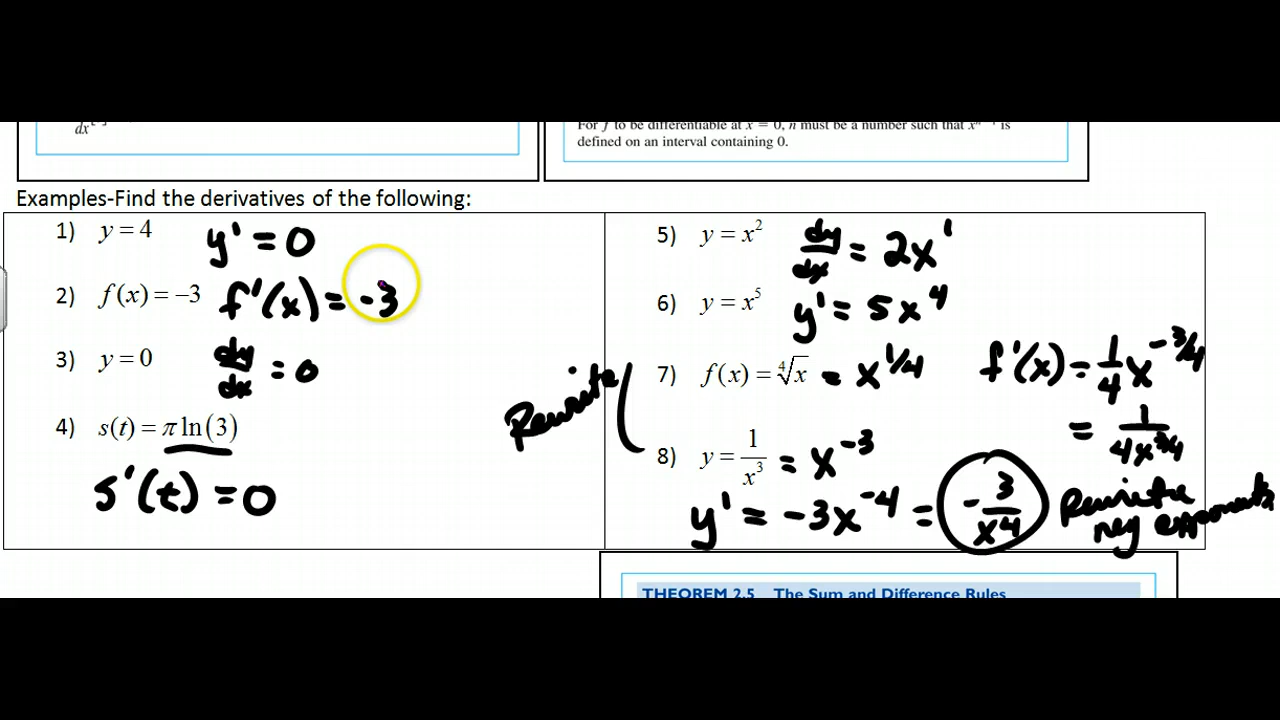 dx
For f to be differentiable at x = 0, n must be a number such that xⁿ⁻¹ is
defined on an interval containing 0.
Examples-Find the derivatives of the following:
1) y = 4 y' = 0
2) f(x) = −3 f'(x) = -3
3) y = 0 dy/dx = 0
4) s(t) = π ln(3)
s'(t) = 0
5) y = x² dy/dx = 2x¹
6) y = x⁵ y' = 5x⁴
Rewrite
7) f(x) = ⁴√x = x^1/4 f'(x) = 1/4 x^-3/4
= 1/4x^3/4
8) y = 1/x³ = x⁻³
y' = -3x⁻⁴ = -3/x⁴ Rewrite
neg exponents
THEOREM 2.5 The Sum and Difference Rules